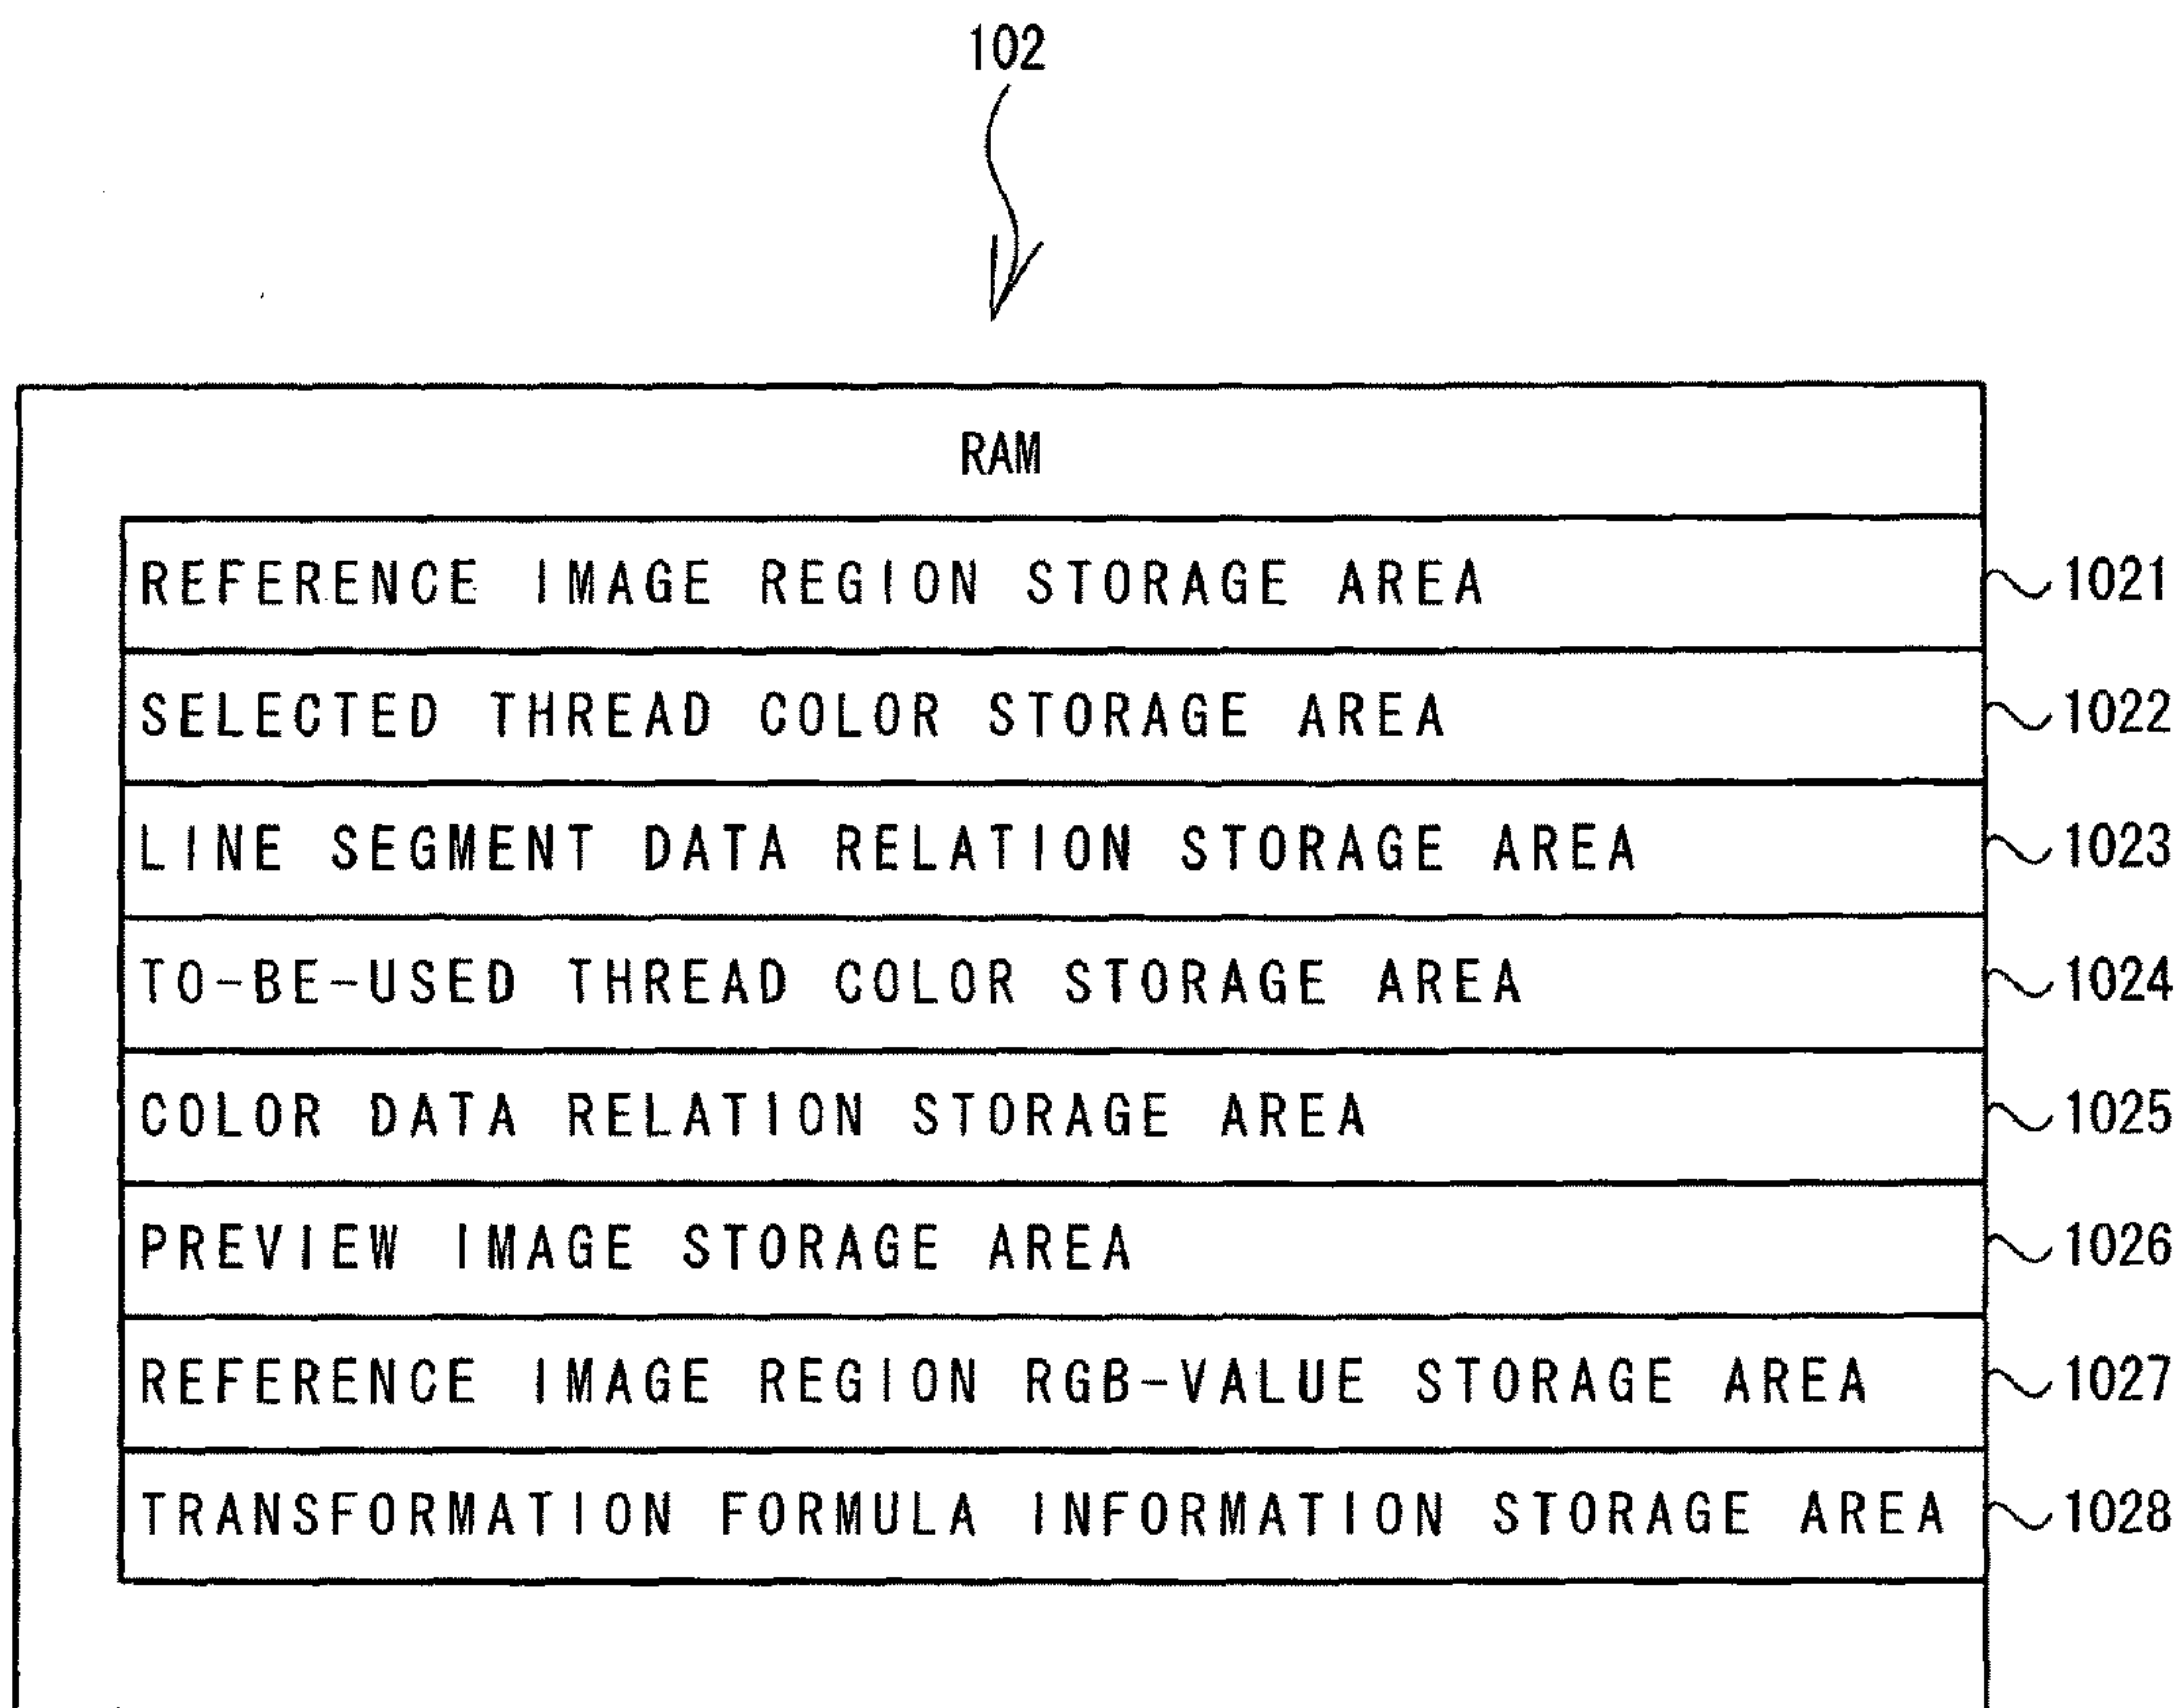 102
RAM
REFERENCE IMAGE REGION STORAGE AREA 1021
SELECTED THREAD COLOR STORAGE AREA 1022
LINE SEGMENT DATA RELATION STORAGE AREA 1023
TO-BE-USED THREAD COLOR STORAGE AREA 1024
COLOR DATA RELATION STORAGE AREA 1025
PREVIEW IMAGE STORAGE AREA 1026
REFERENCE IMAGE REGION RGB-VALUE STORAGE AREA 1027
TRANSFORMATION FORMULA INFORMATION STORAGE AREA 1028